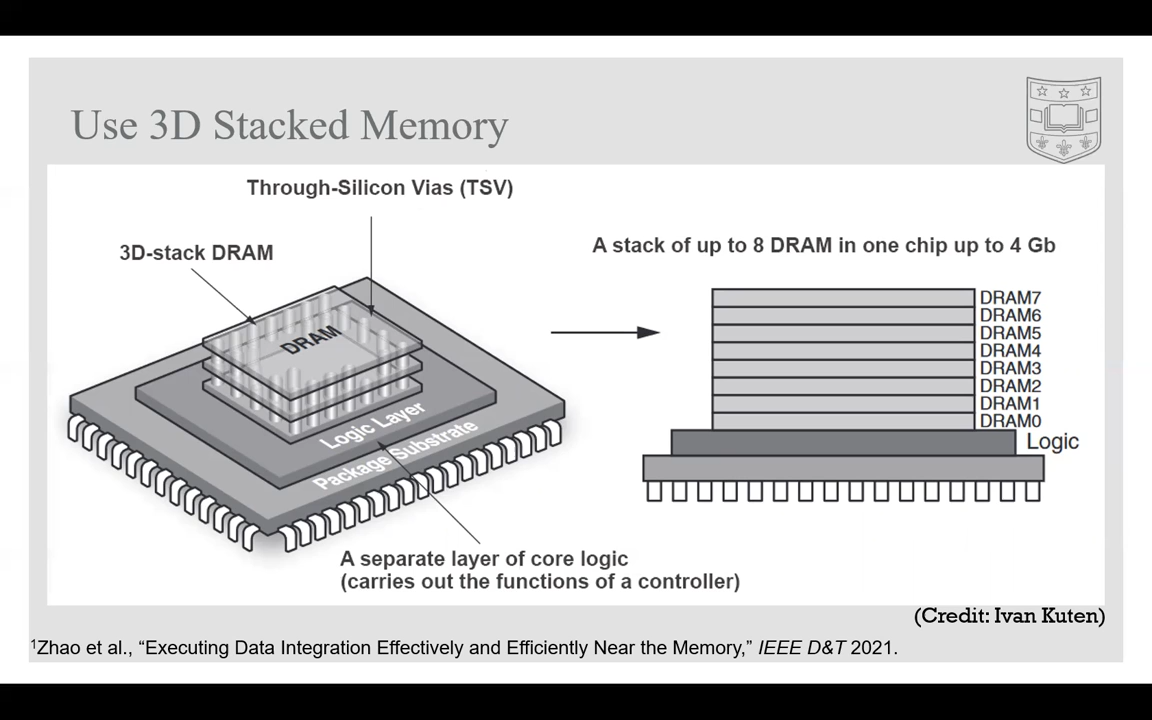 Use 3D Stacked Memory
Through-Silicon Vias (TSV)
3D-stack DRAM
DRAM
Logic Layer
Package Substrate
A separate layer of core logic
(carries out the functions of a controller)
A stack of up to 8 DRAM in one chip up to 4 Gb
DRAM7
DRAM6
DRAM5
DRAM4
DRAM3
DRAM2
DRAM1
DRAM0
Logic
(Credit: Ivan Kuten)
¹Zhao et al., “Executing Data Integration Effectively and Efficiently Near the Memory,” IEEE D&T 2021.